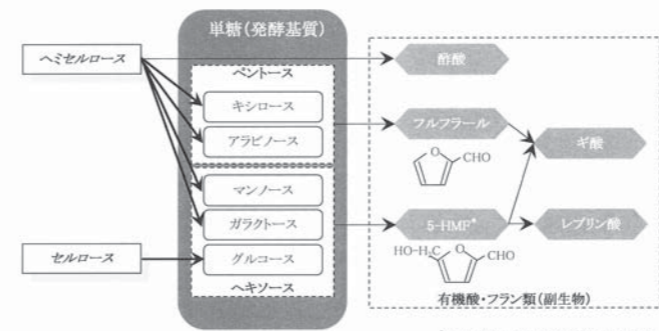 単糖(発酵基質)
ヘミセルロース
ペントース
キシロース
アラビノース
マンノース
ガラクトース
グルコース
ヘキソース
セルロース
酢酸
フルフラール
O
CHO
ギ酸
5-HMF*
レブリン酸
HO-H₂C
O
CHO
有機酸・フラン類(副生物)